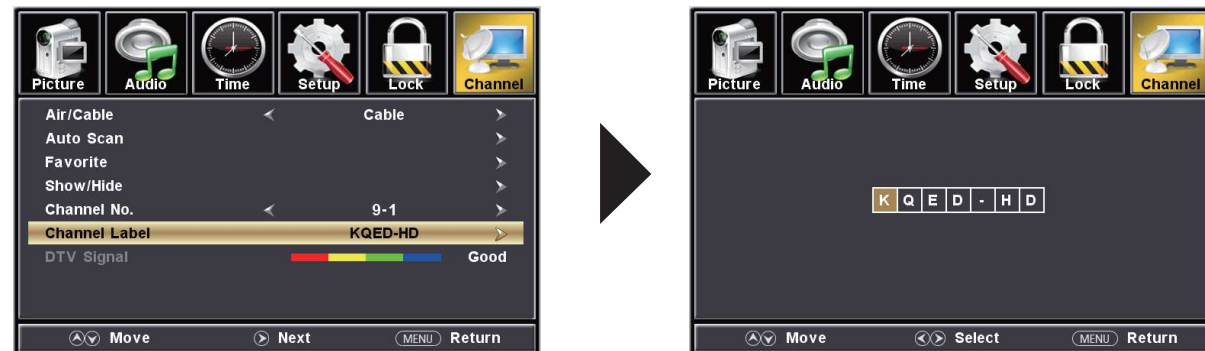 Picture Audio Time Setup Lock Channel
Air/Cable Cable
Auto Scan
Favorite
Show/Hide
Channel No. 9-1
Channel Label KQED-HD
DTV Signal Good
Move Next MENU Return
Picture Audio Time Setup Lock Channel
KQED-HD
Move Select MENU Return